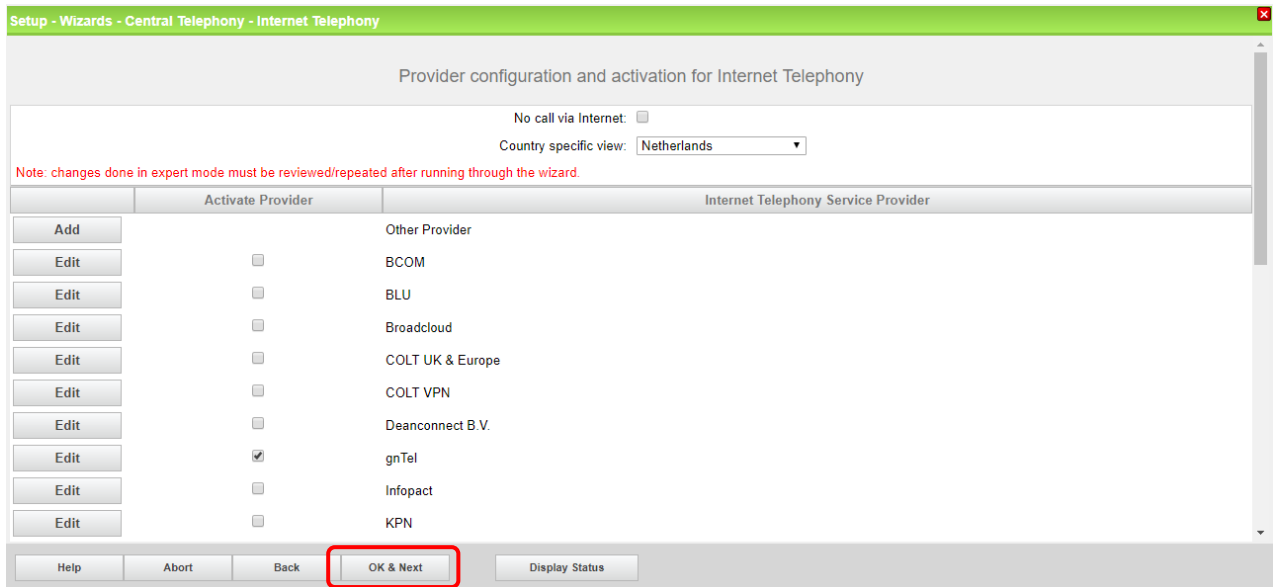 Setup - Wizards - Central Telephony - Internet Telephony
Provider configuration and activation for Internet Telephony
No call via Internet:
Country specific view: Netherlands
Note: changes done in expert mode must be reviewed/repeated after running through the wizard.
Activate Provider Internet Telephony Service Provider
Add Other Provider
Edit BCOM
Edit BLU
Edit Broadcloud
Edit COLT UK & Europe
Edit COLT VPN
Edit Deanconnect B.V.
Edit gnTel
Edit Infopact
Edit KPN
Help Abort Back OK & Next Display Status